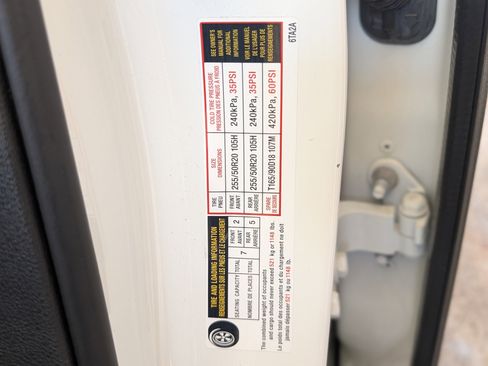 TIRE AND LOADING INFORMATION
RENSEIGNEMENTS SUR LES PNEUS ET LE CHARGEMENT
SEATING CAPACITY TOTAL 7 FRONT 2 REAR 5
NOMBRE DE PLACES TOTAL AVANT ARRIÈRE
The combined weight of occupants
and cargo should never exceed 521 kg or 1148 lbs.
Le poids total des occupants et du chargement ne doit
jamais dépasser 521 kg ou 1148 lb.
TIRE SIZE COLD TIRE PRESSURE
PNEU DIMENSIONS PRESSION DES PNEUS À FROID
FRONT
AVANT 255/50R20 105H 240kPa, 35PSI
REAR
ARRIÈRE 255/50R20 105H 240kPa, 35PSI
SPARE
DE SECOURS T165/90D18 107M 420kPa, 60PSI
SEE OWNER'S
MANUAL FOR
ADDITIONAL
INFORMATION
VOIR LE MANUEL
DE L'USAGER
POUR PLUS DE
RENSEIGNEMENTS
6TA2A